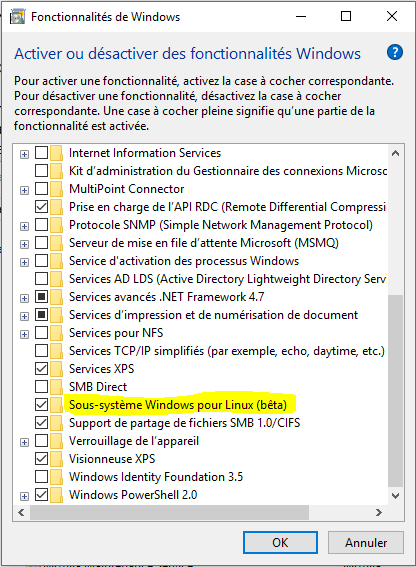 Fonctionnalités de Windows
Activer ou désactiver des fonctionnalités Windows
Pour activer une fonctionnalité, activez la case à cocher correspondante.
Pour désactiver une fonctionnalité, désactivez la case à cocher
correspondante. Une case à cocher pleine signifie qu'une partie de la
fonctionnalité est activée.
Internet Information Services
Kit d'administration du Gestionnaire des connexions Microsc
MultiPoint Connector
Prise en charge de l'API RDC (Remote Differential Compressi
Protocole SNMP (Simple Network Management Protocol)
Serveur de mise en file d'attente Microsoft (MSMQ)
Service d'activation des processus Windows
Services AD LDS (Active Directory Lightweight Directory Serv
Services avancés .NET Framework 4.7
Services d'impression et de numérisation de document
Services pour NFS
Services TCP/IP simplifiés (par exemple, echo, daytime, etc.)
Services XPS
SMB Direct
Sous-système Windows pour Linux (bêta)
Support de partage de fichiers SMB 1.0/CIFS
Verrouillage de l'appareil
Visionneuse XPS
Windows Identity Foundation 3.5
Windows PowerShell 2.0
OK
Annuler